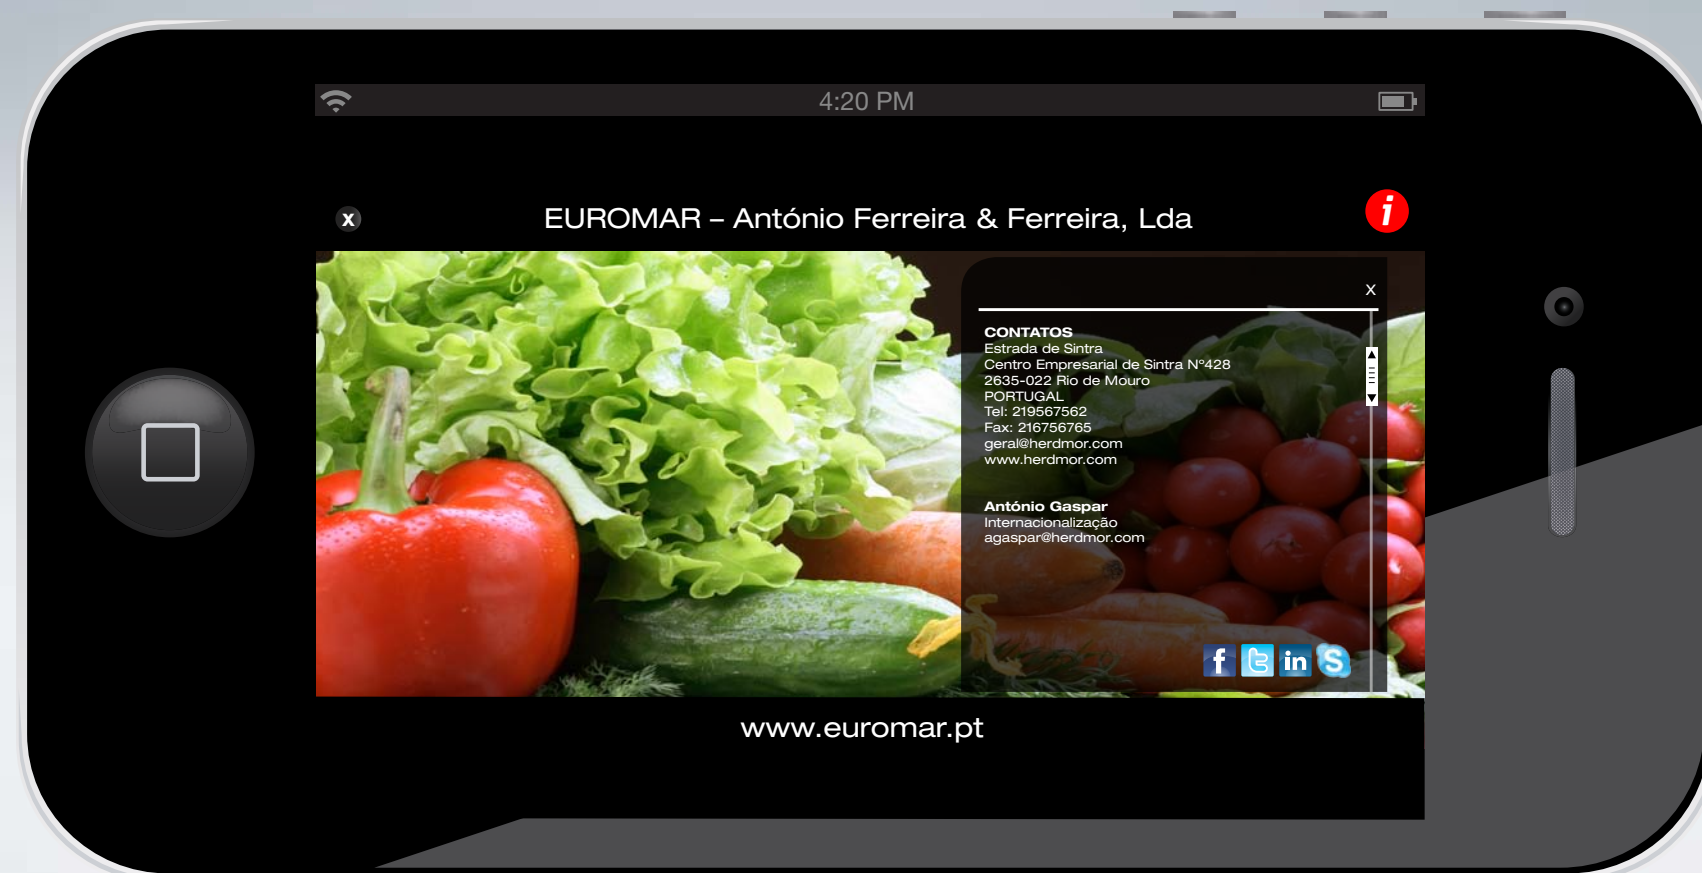 4:20 PM
x
EUROMAR – António Ferreira & Ferreira, Lda
i
x
CONTATOS
Estrada de Sintra
Centro Empresarial de Sintra Nº428
2635-022 Rio de Mouro
PORTUGAL
Tel: 219567562
Fax: 216756765
geral@herdmor.com
www.herdmor.com
António Gaspar
Internacionalização
agaspar@herdmor.com
f t in S
www.euromar.pt